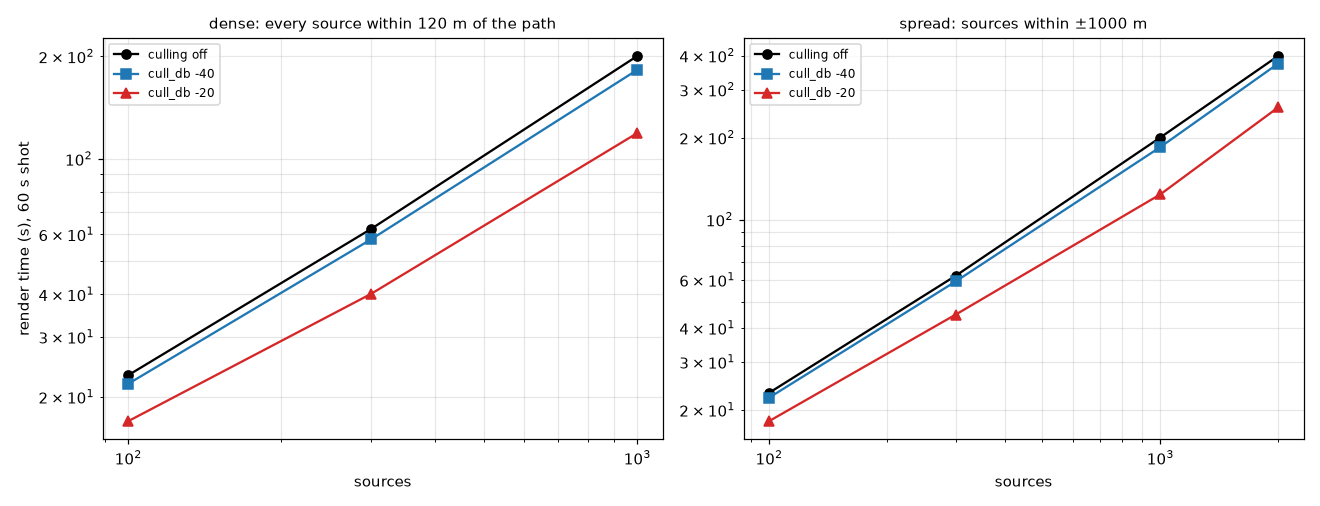 dense: every source within 120 m of the path
culling off
cull_db -40
cull_db -20
render time (s), 60 s shot
2 × 10²
10²
6 × 10¹
4 × 10¹
3 × 10¹
2 × 10¹
10²
10³
sources
spread: sources within ±1000 m
culling off
cull_db -40
cull_db -20
4 × 10²
3 × 10²
2 × 10²
10²
6 × 10¹
4 × 10¹
3 × 10¹
2 × 10¹
10²
10³
sources